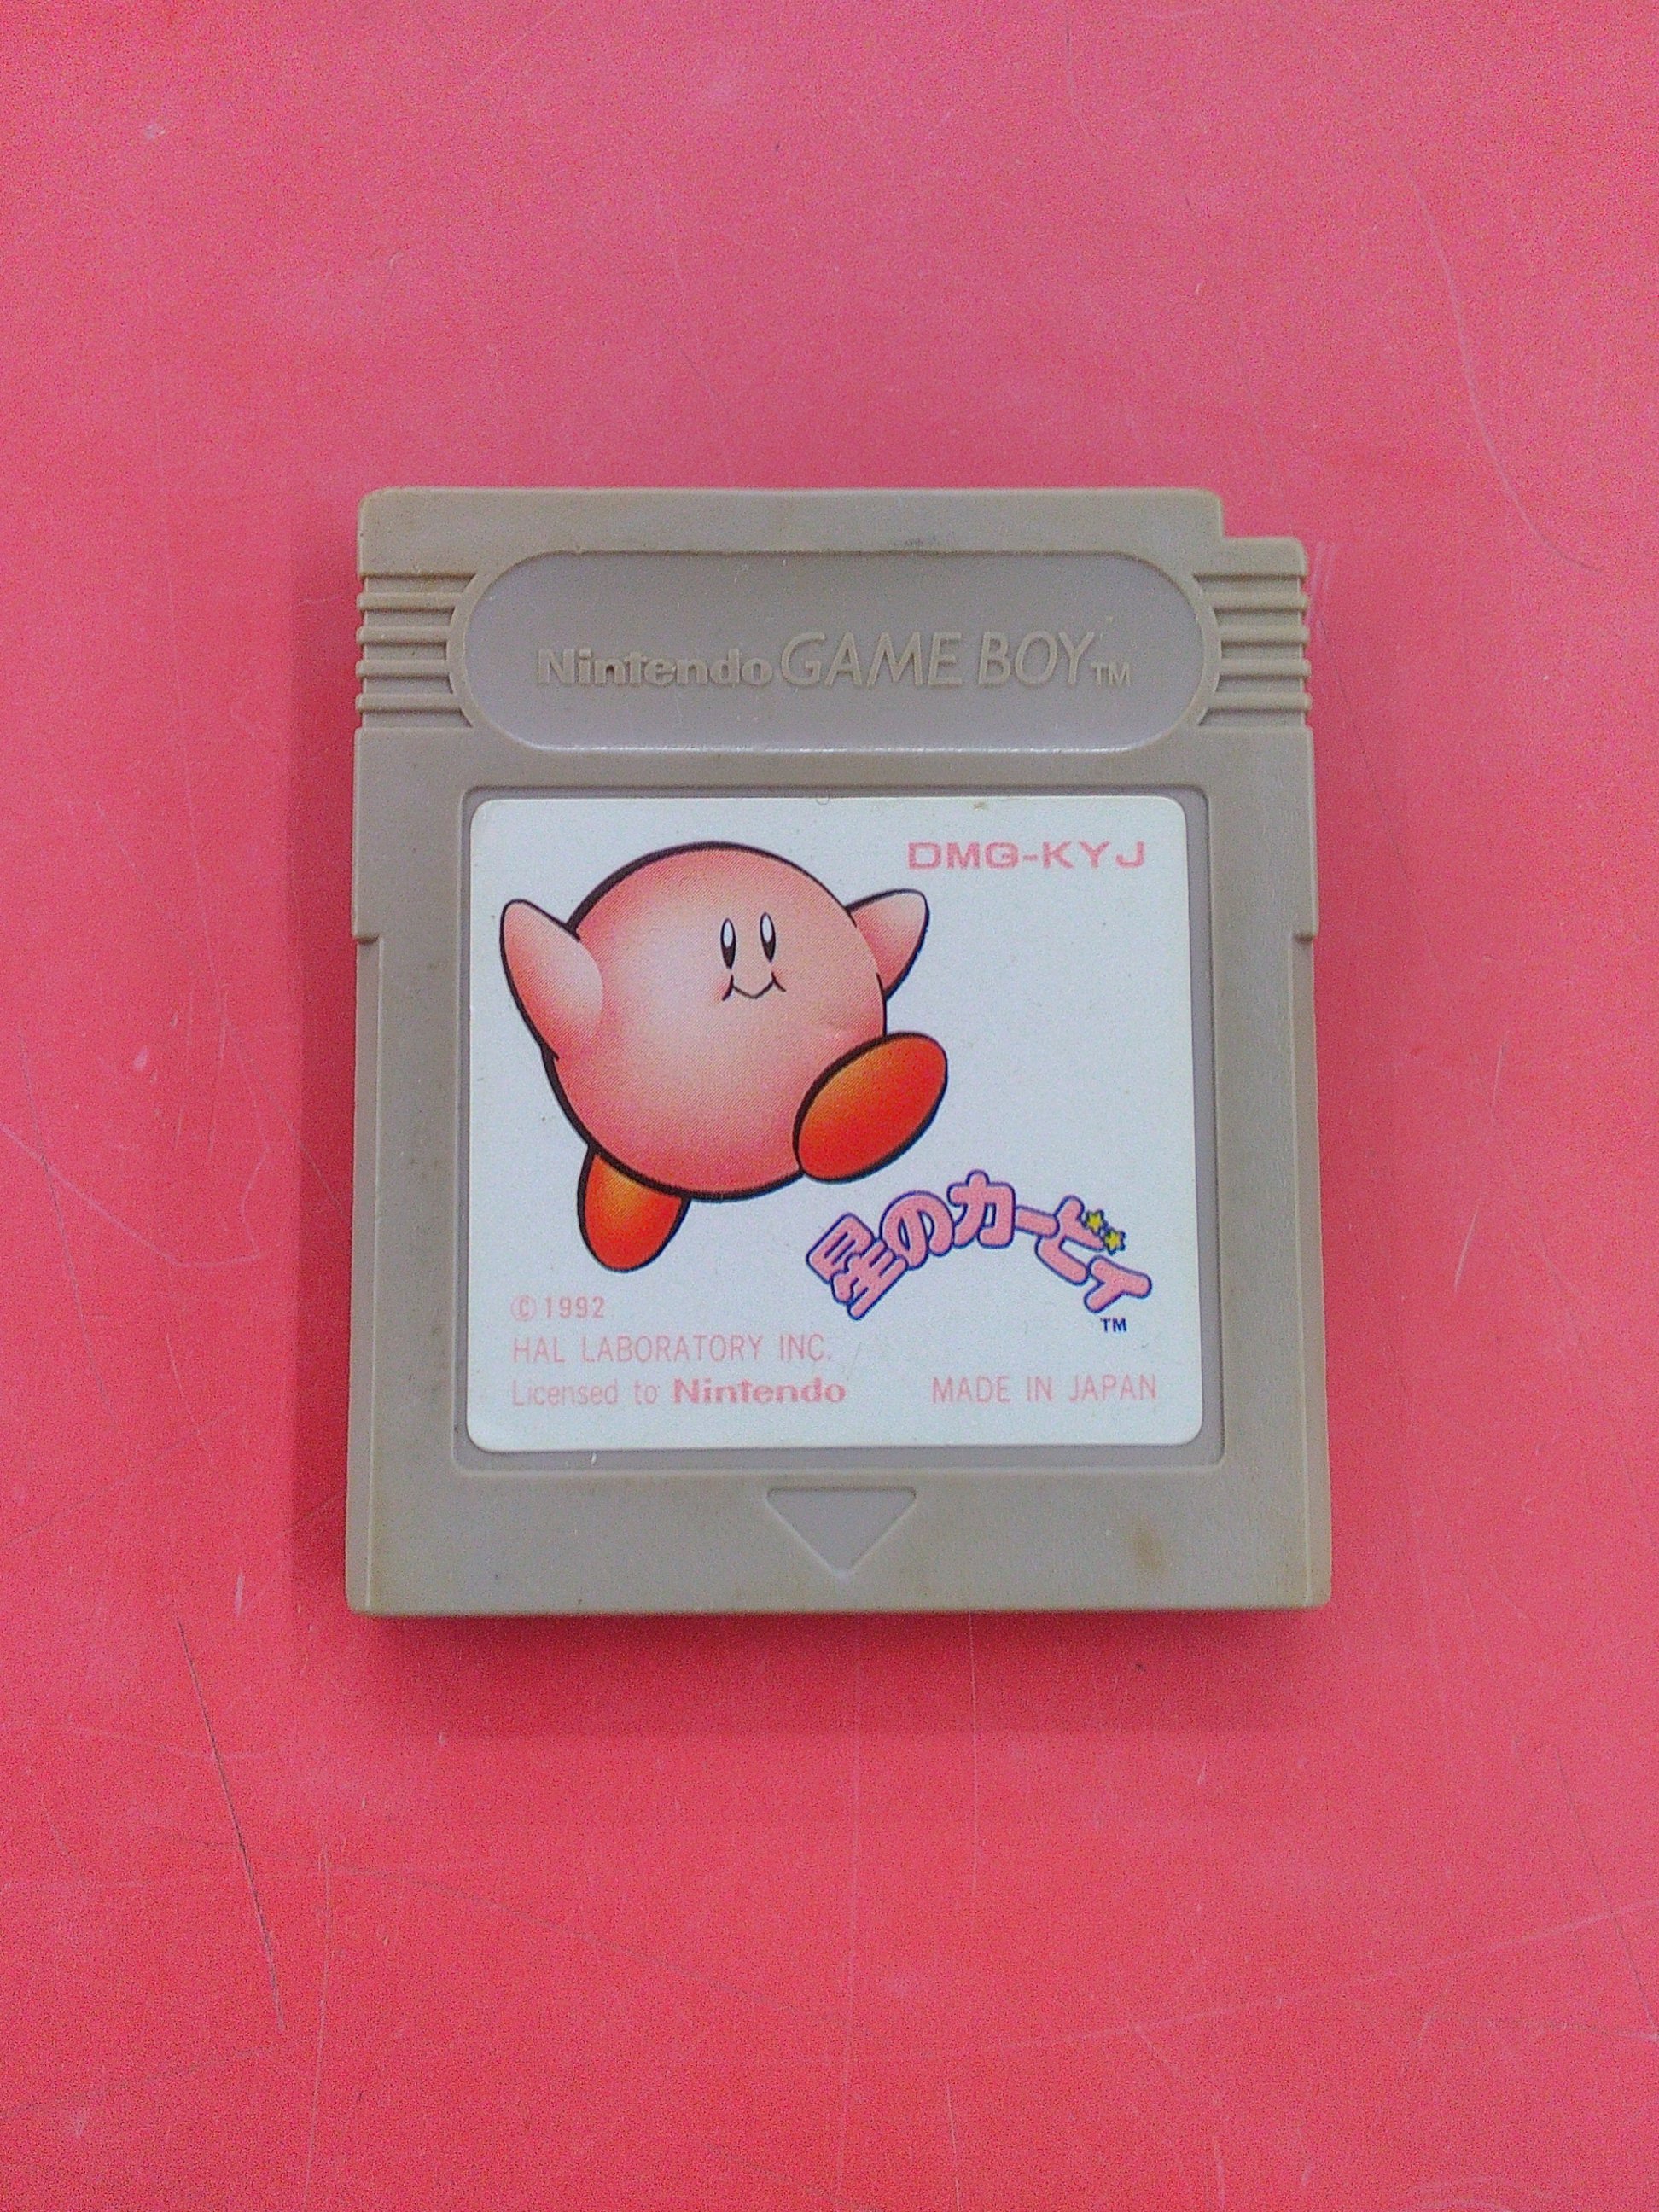 Nintendo GAME BOY TM
DMG-KYJ
星のカービィ
TM
©1992
HAL LABORATORY INC.
Licensed to Nintendo
MADE IN JAPAN